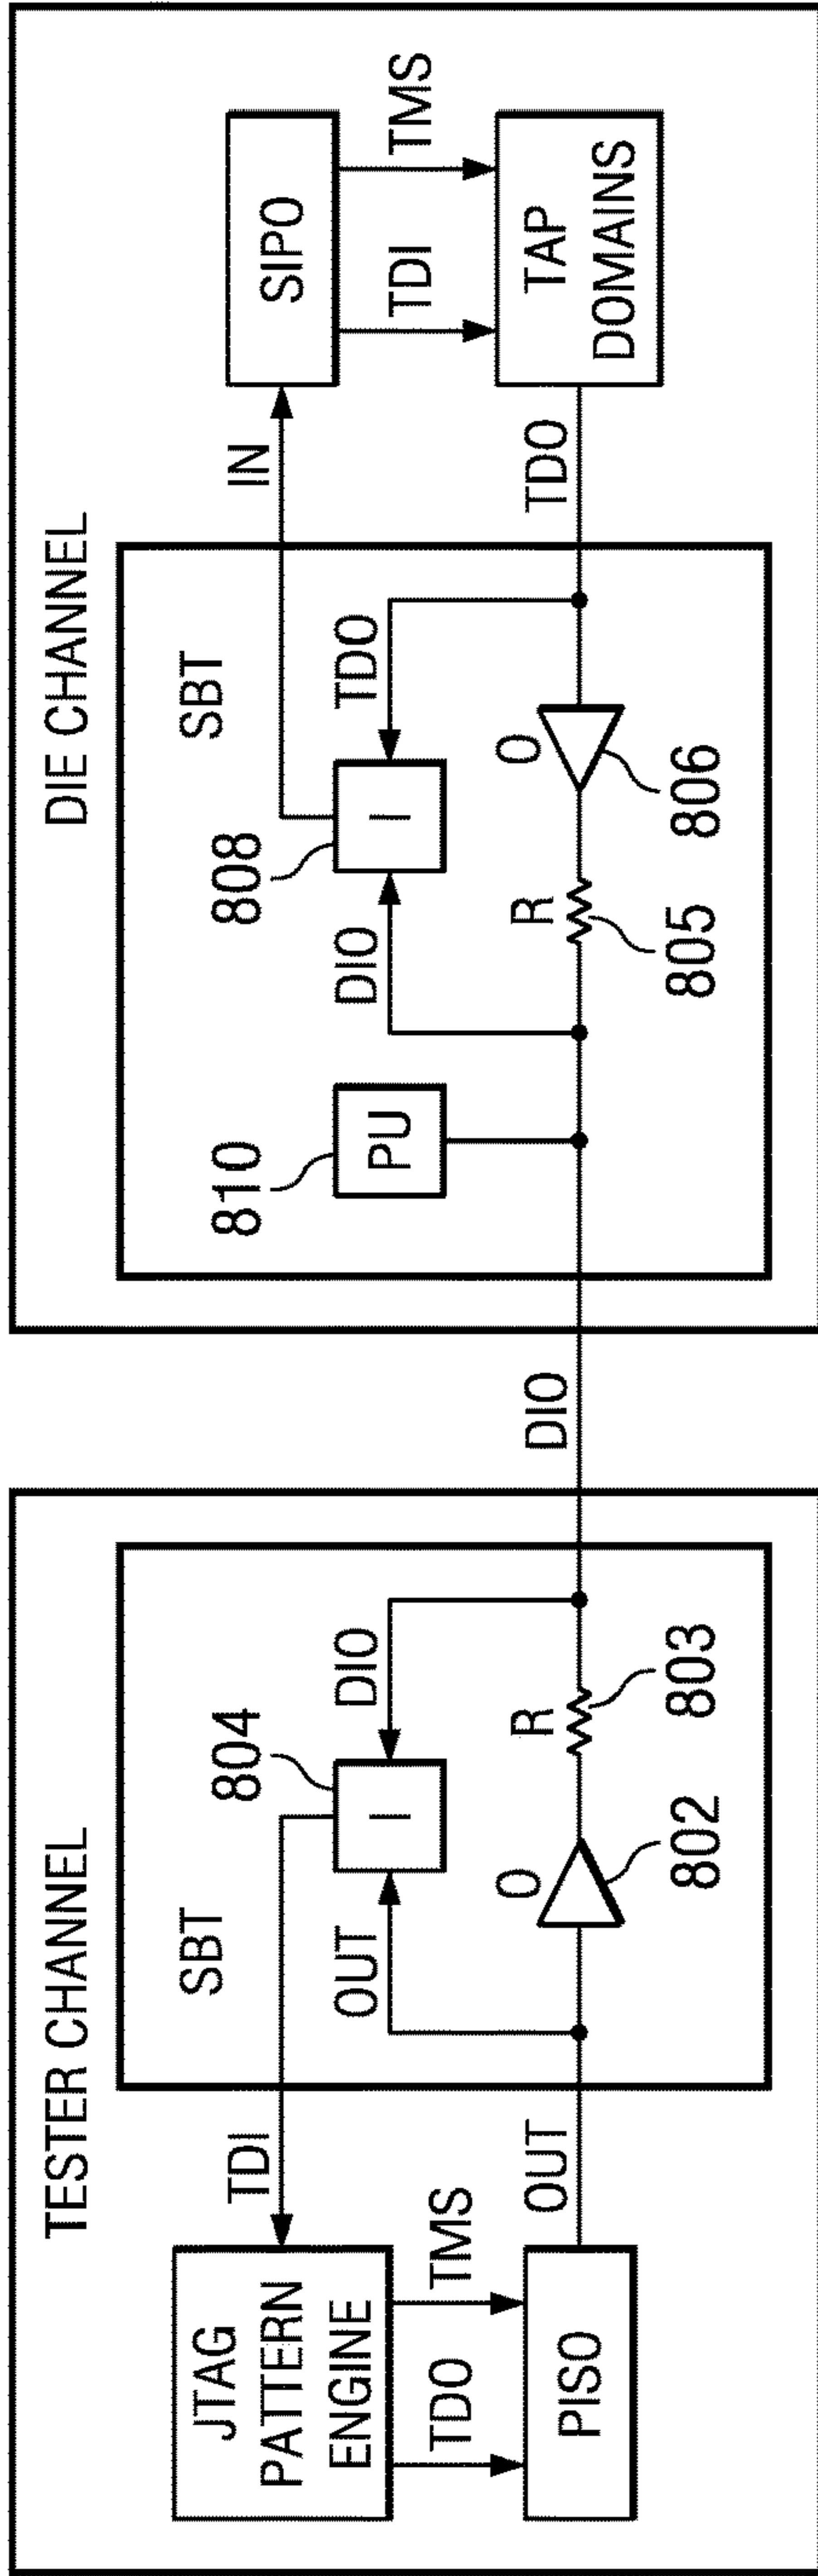 TESTER CHANNEL
JTAG
PATTERN
ENGINE
TDI
TDO
TMS
PISO
OUT
SBT
804
I
OUT
DIO
O
R
802
803
DIO
DIE CHANNEL
SBT
810
PU
808
I
DIO
TDO
R
O
805
806
IN
SIPO
TDI
TMS
TDO
TAP
DOMAINS